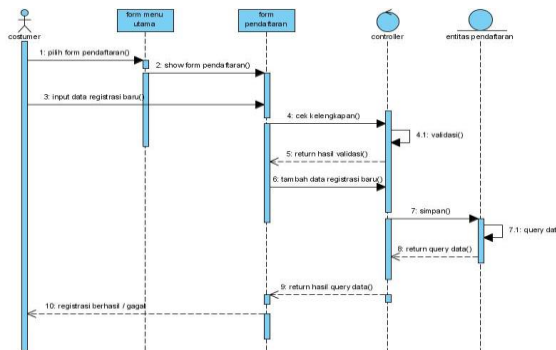 form menu
utama
form
pendaftaran
costumer
controller
entitas pendaftaran
1: pilih form pendaftaran()
2: show form pendaftaran()
3: input data registrasi baru()
4: cek kelengkapan()
4.1: validasi()
5: return hasil validasi()
6: tambah data registrasi baru()
7: simpan()
7.1: query dat
8: return query data()
9: return hasil query data()
10: registrasi berhasil / gagal